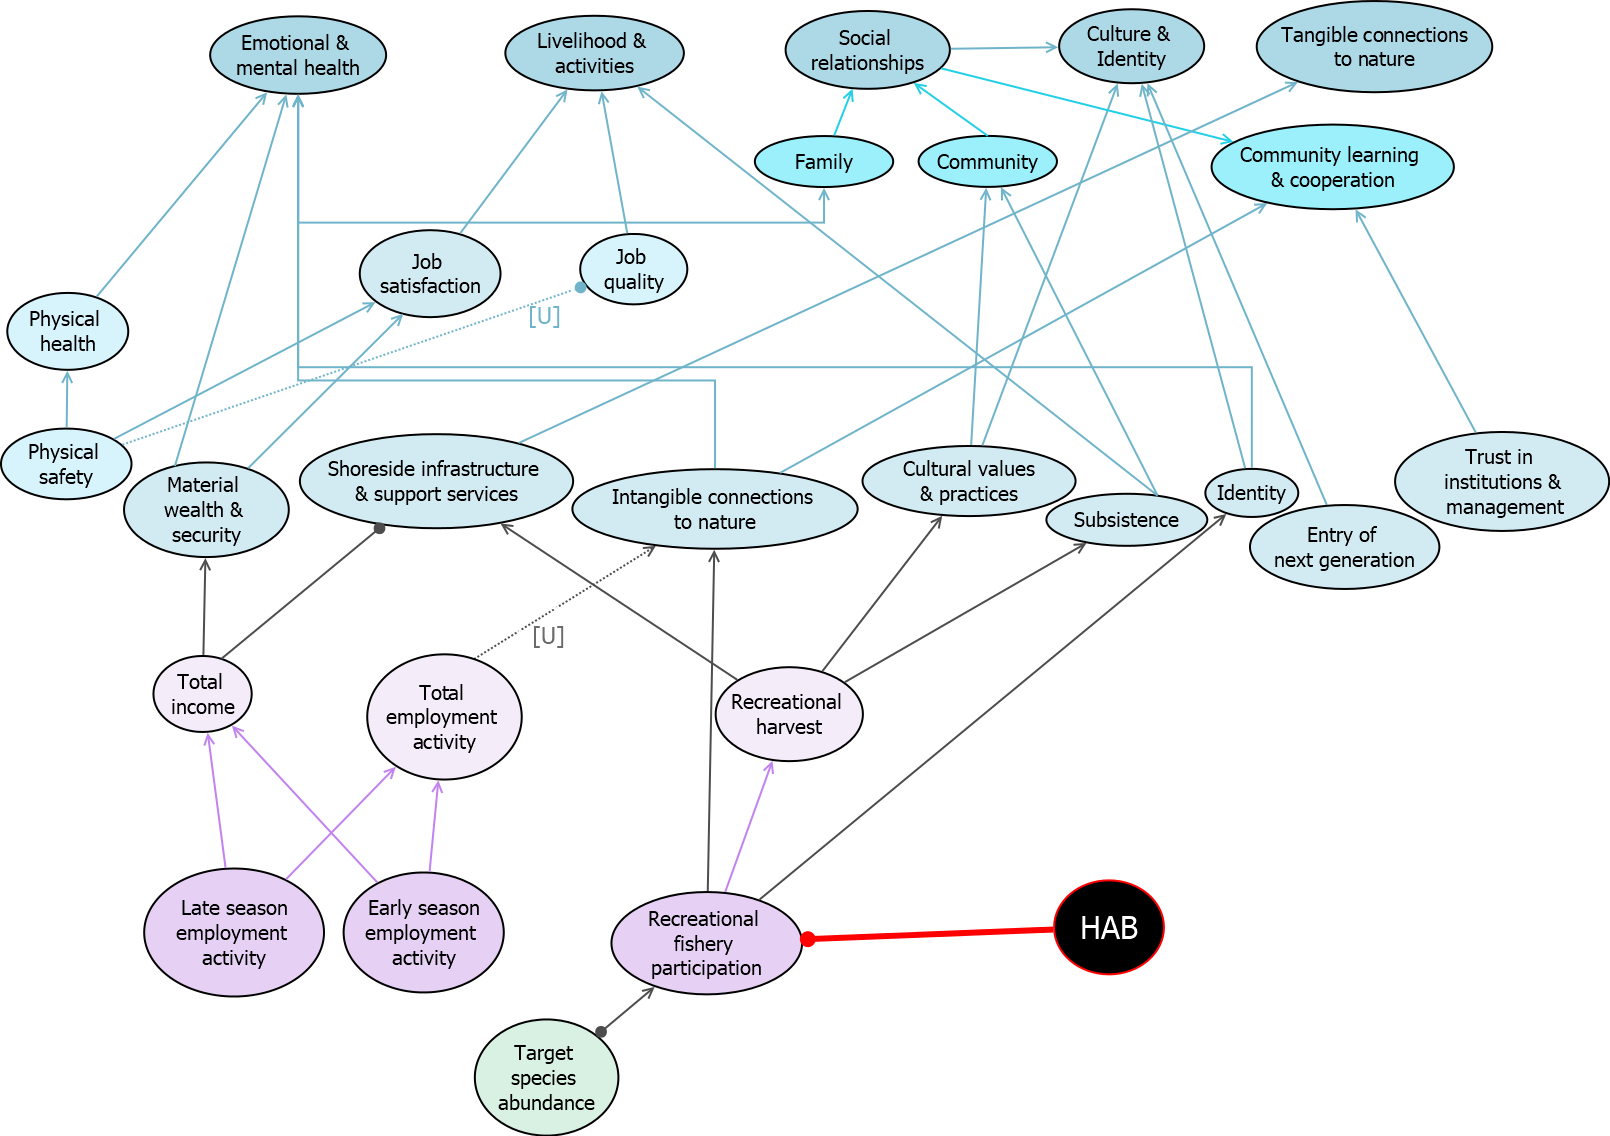 Emotional &
mental health
Livelihood &
activities
Social
relationships
Culture &
Identity
Tangible connections
to nature
Family
Community
Community learning
& cooperation
Job
satisfaction
Job
quality
[U]
Physical
health
Physical
safety
Material
wealth &
security
Shoreside infrastructure
& support services
Intangible connections
to nature
Cultural values
& practices
Subsistence
Identity
Entry of
next generation
Trust in
institutions &
management
[U]
Total
income
Total
employment
activity
Recreational
harvest
Late season
employment
activity
Early season
employment
activity
Recreational
fishery
participation
HAB
Target
species
abundance